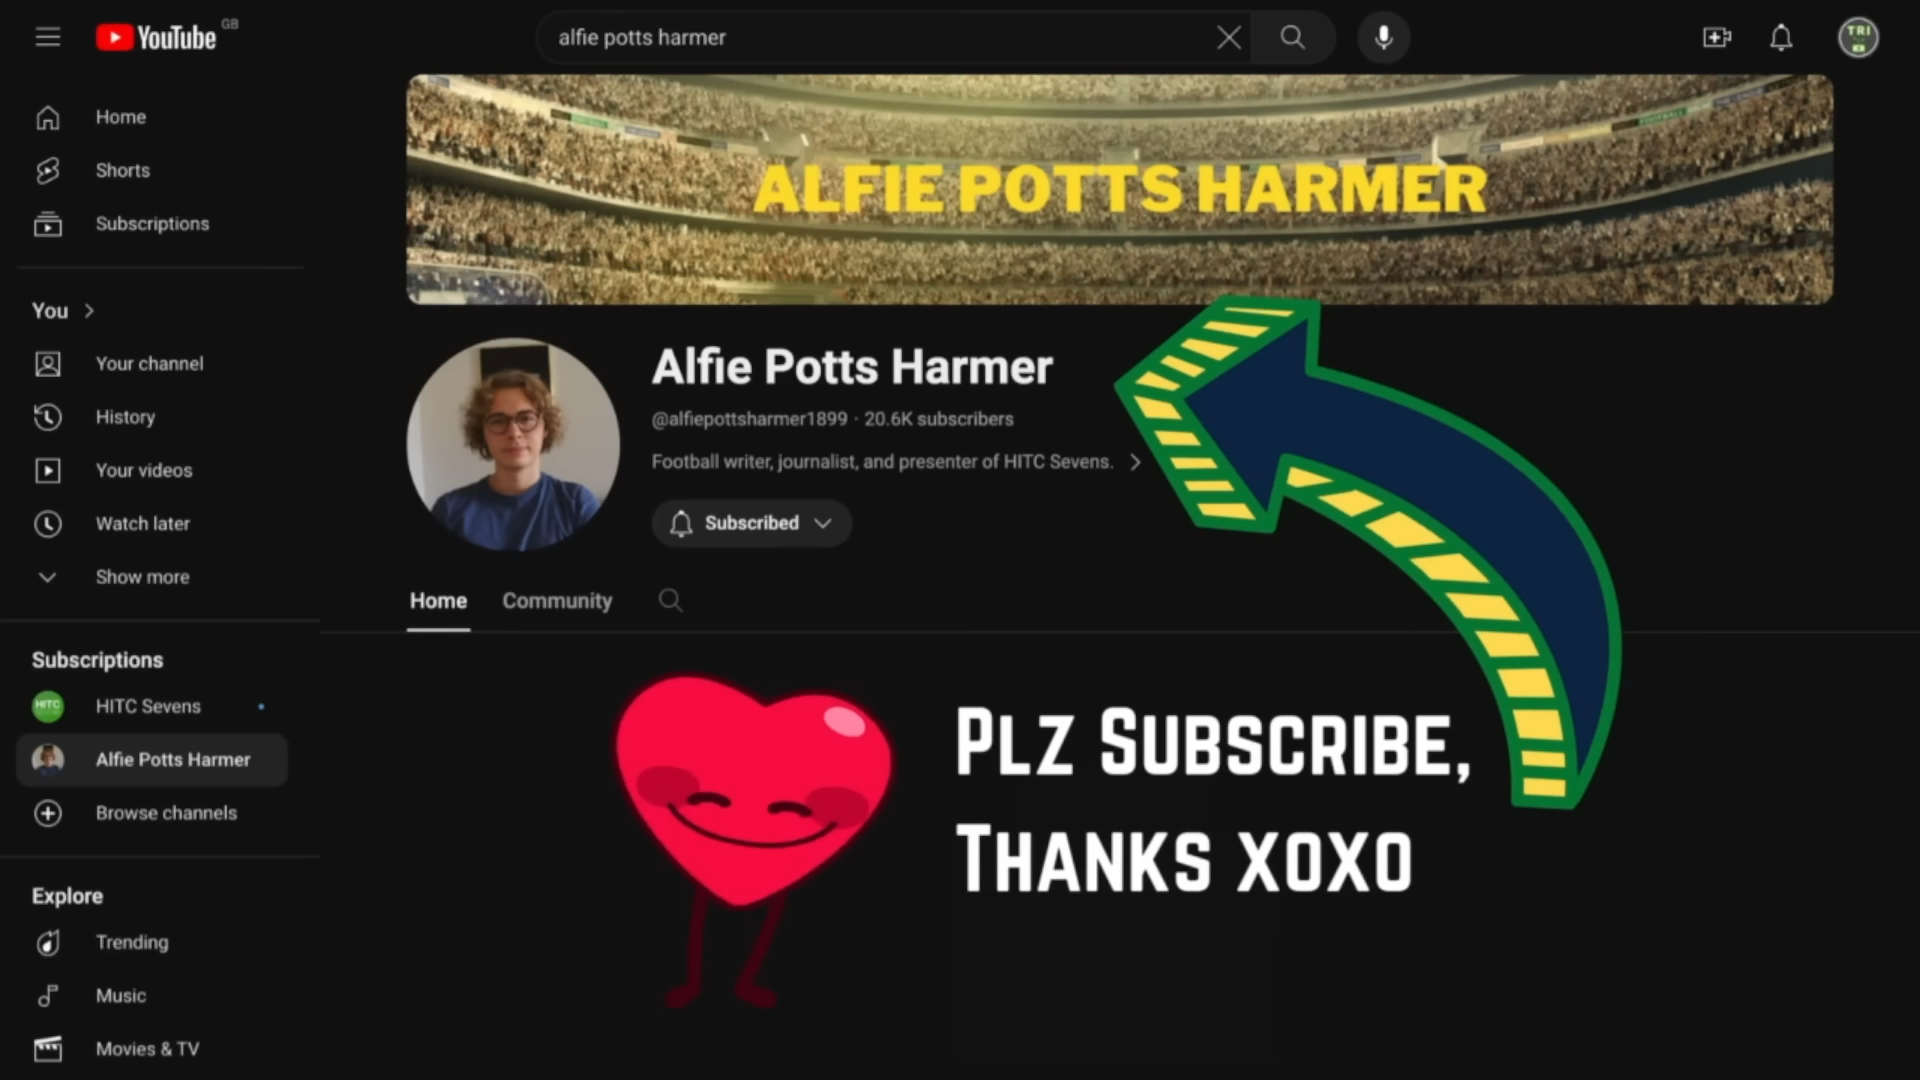 YouTube GB
alfie potts harmer
TRI
Home
Shorts
Subscriptions
You
Your channel
History
Your videos
Watch later
Show more
Subscriptions
HITC Sevens
Alfie Potts Harmer
Browse channels
Explore
Trending
Music
Movies & TV
ALFIE POTTS HARMER
Alfie Potts Harmer
@alfiepottsharmer1899 · 20.6K subscribers
Football writer, journalist, and presenter of HITC Sevens.
Subscribed
Home Community
PLZ SUBSCRIBE,
THANKS XOXO